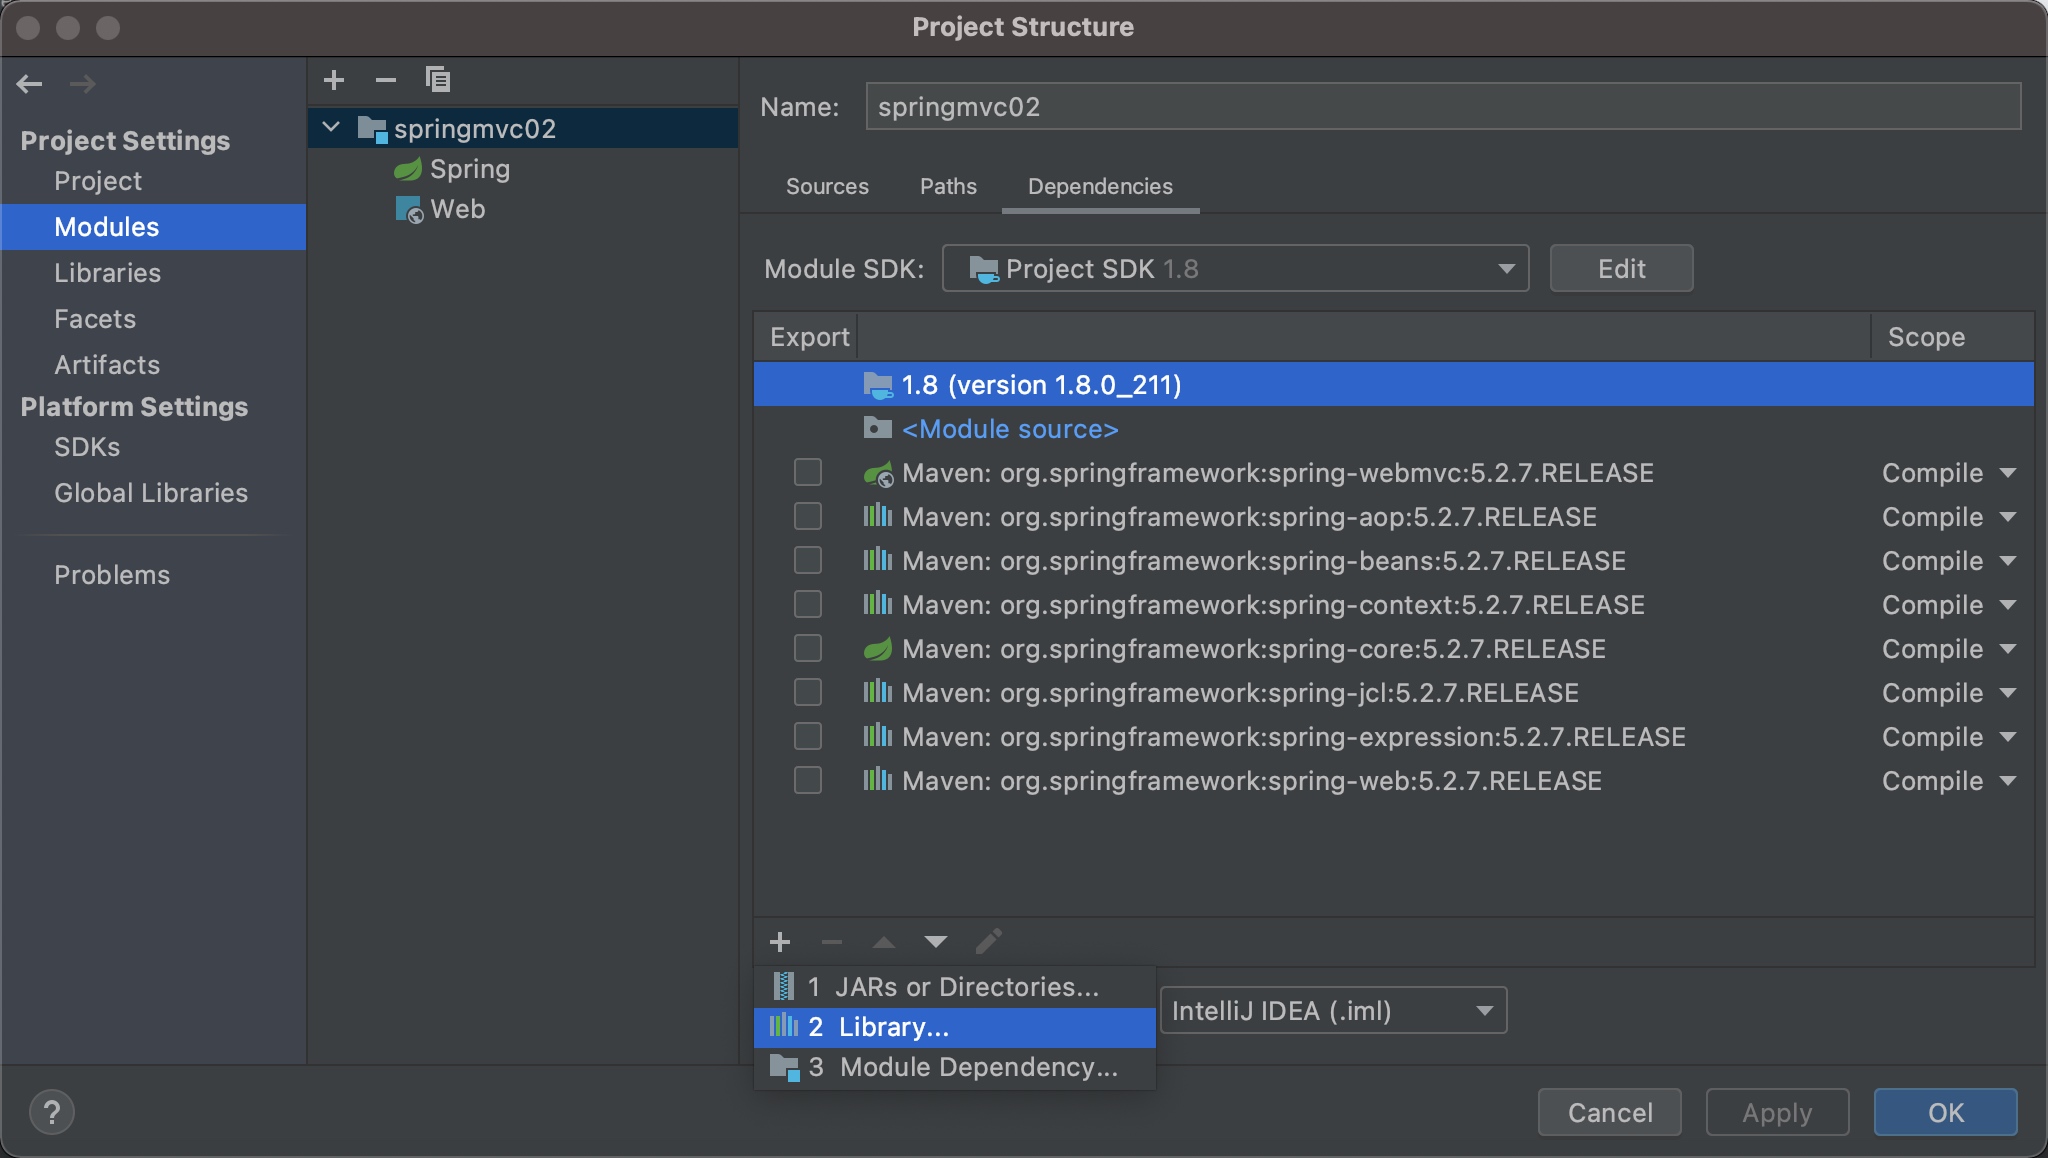 Project Structure
Project Settings
Project
Modules
Libraries
Facets
Artifacts
Platform Settings
SDKs
Global Libraries
Problems
springmvc02
Spring
Web
Name: springmvc02
Sources Paths Dependencies
Module SDK: Project SDK 1.8 Edit
Export Scope
1.8 (version 1.8.0_211)
<Module source>
Maven: org.springframework:spring-webmvc:5.2.7.RELEASE Compile
Maven: org.springframework:spring-aop:5.2.7.RELEASE Compile
Maven: org.springframework:spring-beans:5.2.7.RELEASE Compile
Maven: org.springframework:spring-context:5.2.7.RELEASE Compile
Maven: org.springframework:spring-core:5.2.7.RELEASE Compile
Maven: org.springframework:spring-jcl:5.2.7.RELEASE Compile
Maven: org.springframework:spring-expression:5.2.7.RELEASE Compile
Maven: org.springframework:spring-web:5.2.7.RELEASE Compile
1 JARs or Directories...
2 Library...
3 Module Dependency...
IntelliJ IDEA (.iml)
? Cancel Apply OK